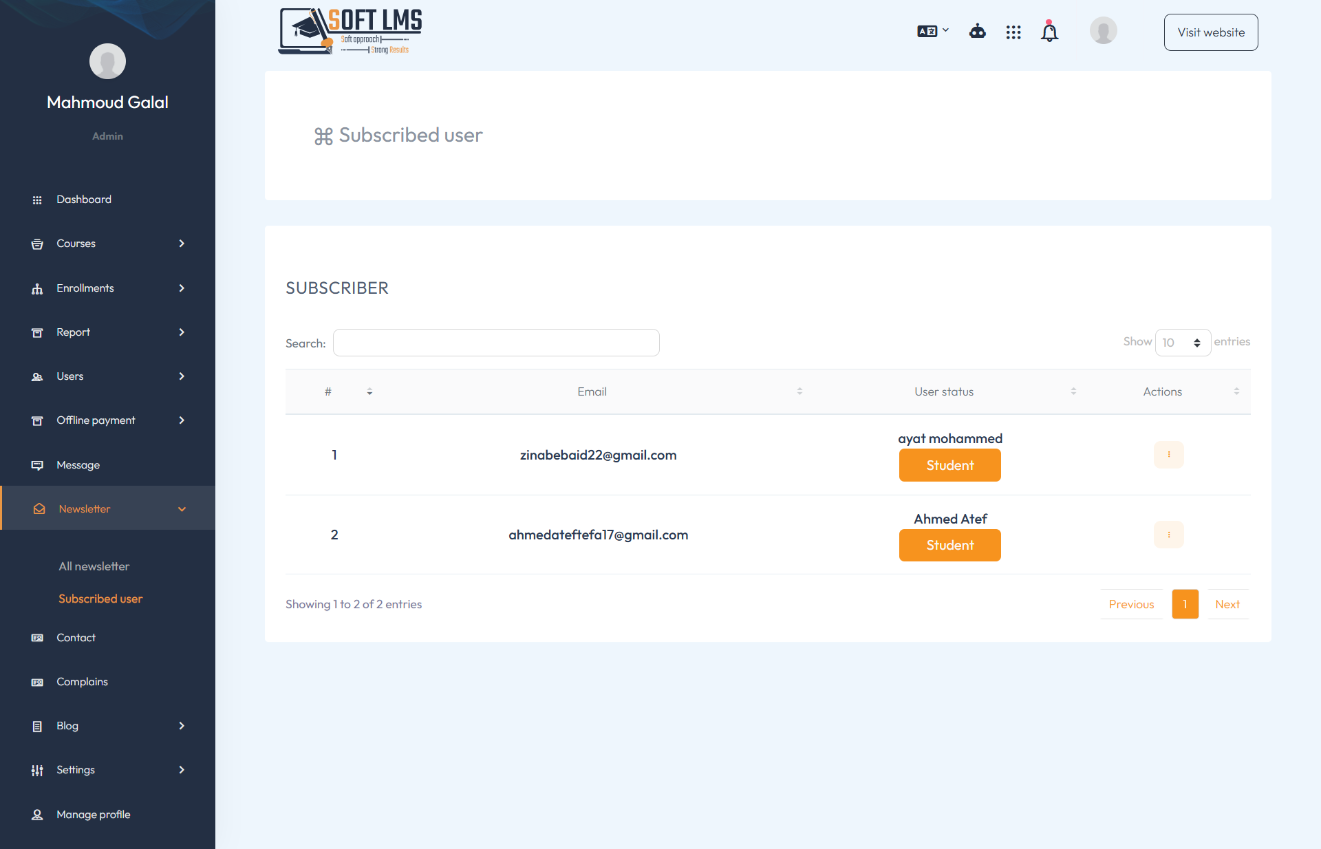 SOFT LMS
Soft approach
Strong Results
Visit website
Mahmoud Galal
Admin
Dashboard
Courses
Enrollments
Report
Users
Offline payment
Message
Newsletter
All newsletter
Subscribed user
Contact
Complains
Blog
Settings
Manage profile
Subscribed user
SUBSCRIBER
Search:
Show 10 entries
# Email User status Actions
1 zinabebaid22@gmail.com ayat mohammed
Student
2 ahmedateftefa17@gmail.com Ahmed Atef
Student
Showing 1 to 2 of 2 entries
Previous 1 Next